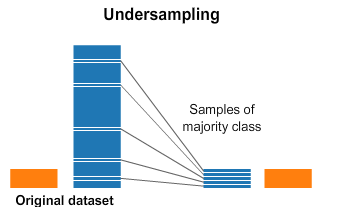 Undersampling
Samples of
majority class
Original dataset